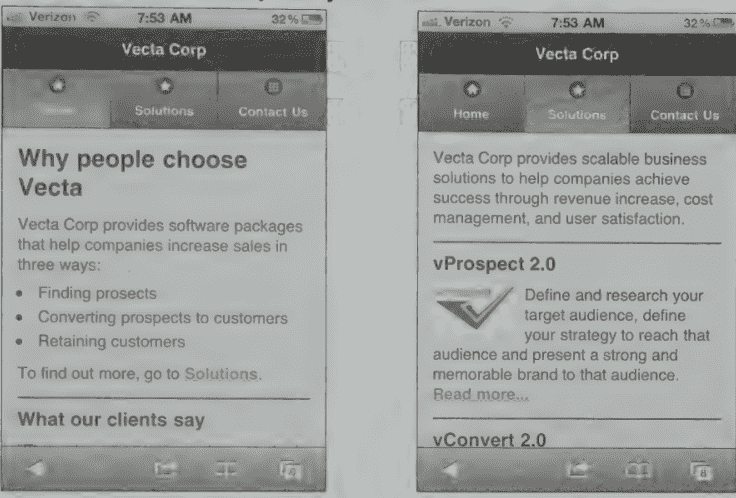 Verizon 7:53 AM 32%
Vecta Corp
Solutions Contact Us
Why people choose
Vecta
Vecta Corp provides software packages
that help companies increase sales in
three ways:
• Finding prosects
• Converting prospects to customers
• Retaining customers
To find out more, go to Solutions.
What our clients say
Verizon 7:53 AM 32%
Vecta Corp
Home Solutions Contact Us
Vecta Corp provides scalable business
solutions to help companies achieve
success through revenue increase, cost
management, and user satisfaction.
vProspect 2.0
Define and research your
target audience, define
your strategy to reach that
audience and present a strong and
memorable brand to that audience.
Read more...
vConvert 2.0
8